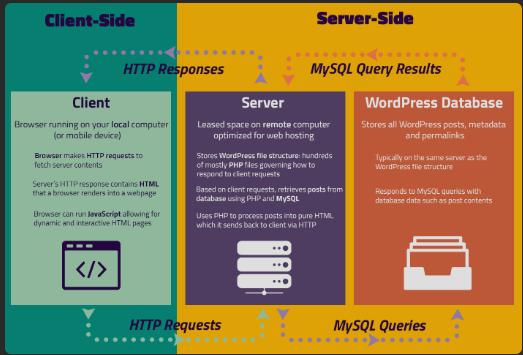 Client-Side
Server-Side
HTTP Responses
MySQL Query Results
Client
Browser running on your local computer
(or mobile device)
Browser makes HTTP requests to
fetch server contents
Server's HTTP response contains HTML
that a browser renders into a webpage
Browser can run JavaScript allowing for
dynamic and interactive HTML pages
</>
Server
Leased space on remote computer
optimized for web hosting
Stores WordPress file structure: hundreds
of mostly PHP files governing how to
respond to client requests
Based on client requests, retrieves posts from
database using PHP and MySQL
Uses PHP to process posts into pure HTML
which it sends back to client via HTTP
WordPress Database
Stores all WordPress posts, metadata
and permalinks
Typically on the same server as the
WordPress file structure
Responds to MySQL queries with
database data such as post contents
HTTP Requests
MySQL Queries